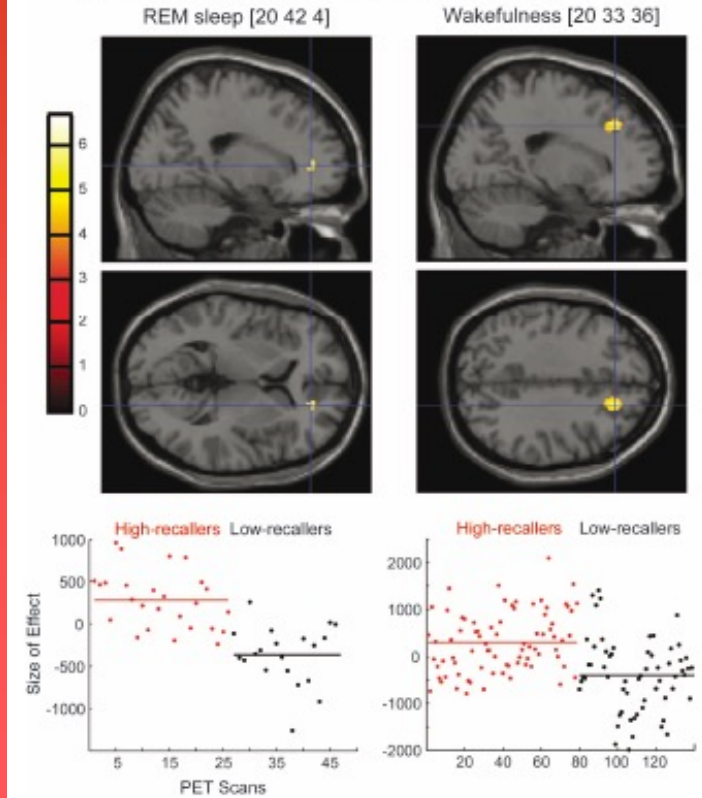 REM sleep [20 42 4]
Wakefulness [20 33 36]
6
5
4
3
2
1
0
High-recallers Low-recallers
1000
500
0
-500
-1000
Size of Effect
5 15 25 35 45
PET Scans
High-recallers Low-recallers
2000
1000
0
-1000
-2000
20 40 60 80 100 120